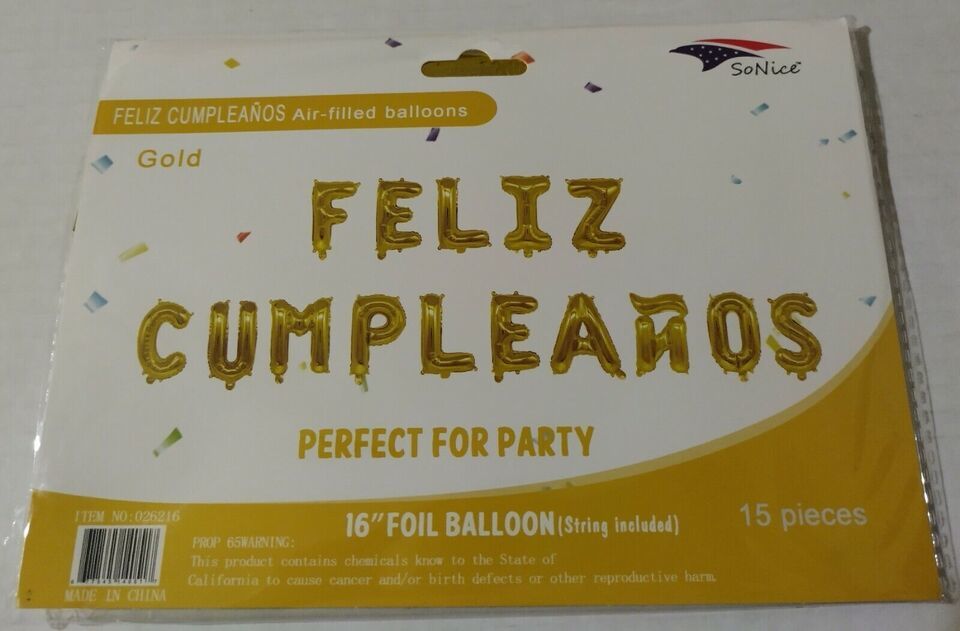 SoNice™
FELIZ CUMPLEAÑOS Air-filled balloons
Gold
FELIZ
CUMPLEAÑOS
PERFECT FOR PARTY
ITEM NO:026216
16”FOIL BALLOON(String included)
15 pieces
PROP 65WARNING:
This product contains chemicals know to the State of
California to cause cancer and/or birth defects or other reproductive harm.
MADE IN CHINA